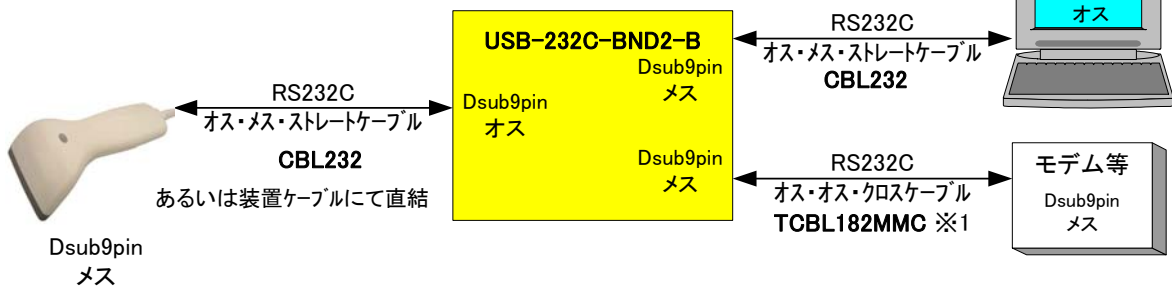 RS232C
オス・メス・ストレートケーブル
CBL232
あるいは装置ケーブルにて直結
Dsub9pin
メス
USB-232C-BND2-B
Dsub9pin
メス
Dsub9pin
オス
Dsub9pin
メス
RS232C
オス・メス・ストレートケーブル
CBL232
オス
RS232C
オス・オス・クロスケーブル
TCBL182MMC ※1
モデム等
Dsub9pin
メス